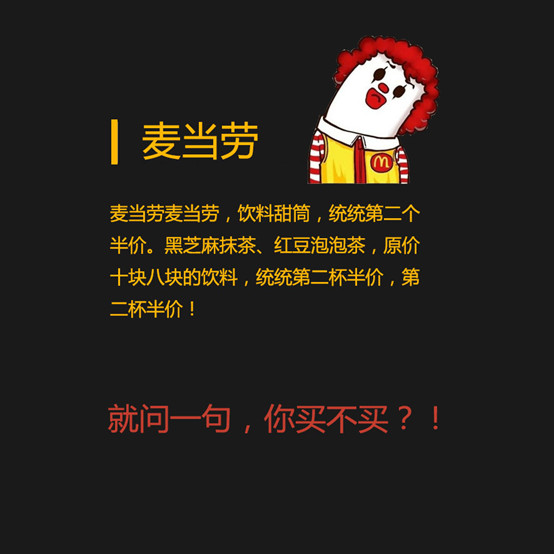 麦当劳
麦当劳麦当劳，饮料甜筒，统统第二个
半价。黑芝麻抹茶、红豆泡泡茶，原价
十块八块的饮料，统统第二杯半价，第
二杯半价！
就问一句，你买不买？！